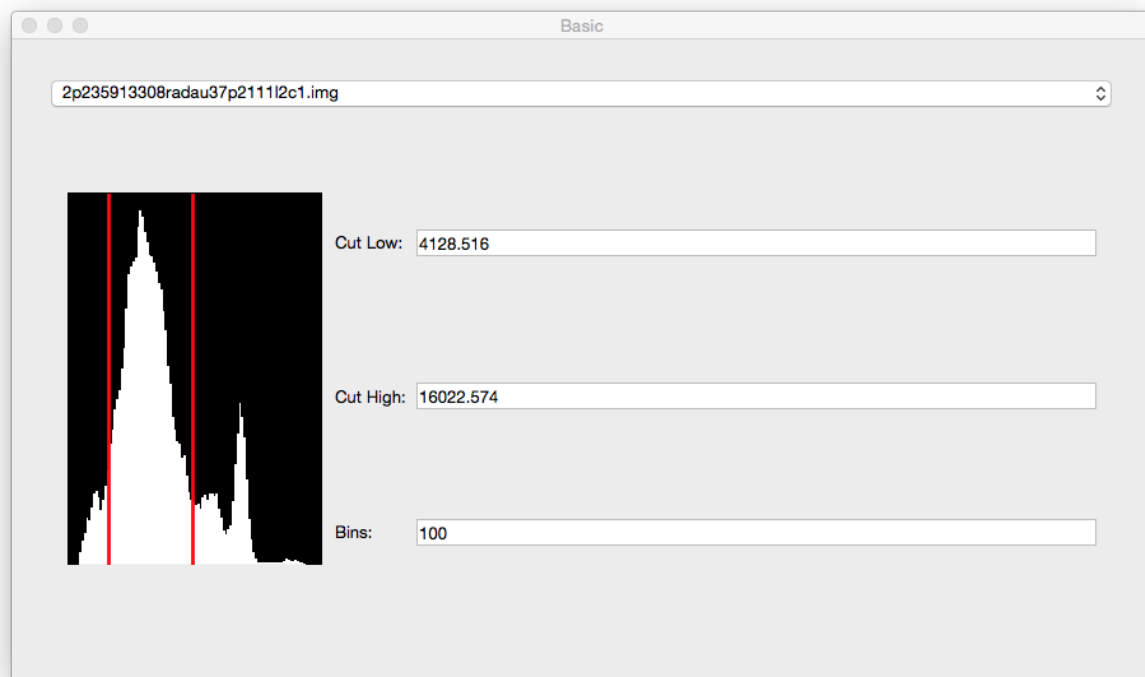 Basic
2p235913308radau37p2111l2c1.img
Cut Low: 4128.516
Cut High: 16022.574
Bins: 100